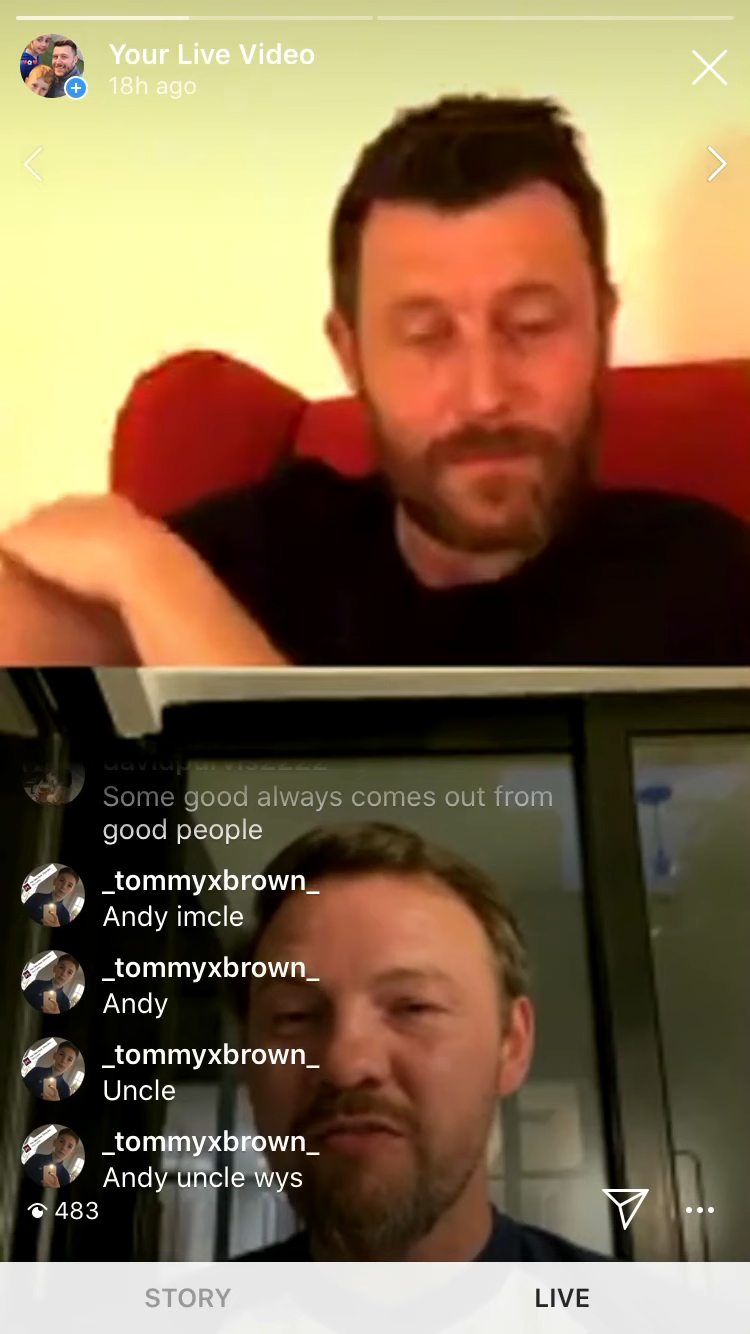 Your Live Video
18h ago
Some good always comes out from
good people
_tommyxbrown_
Andy imcle
_tommyxbrown_
Andy
_tommyxbrown_
Uncle
_tommyxbrown_
Andy uncle wys
483
STORY
LIVE